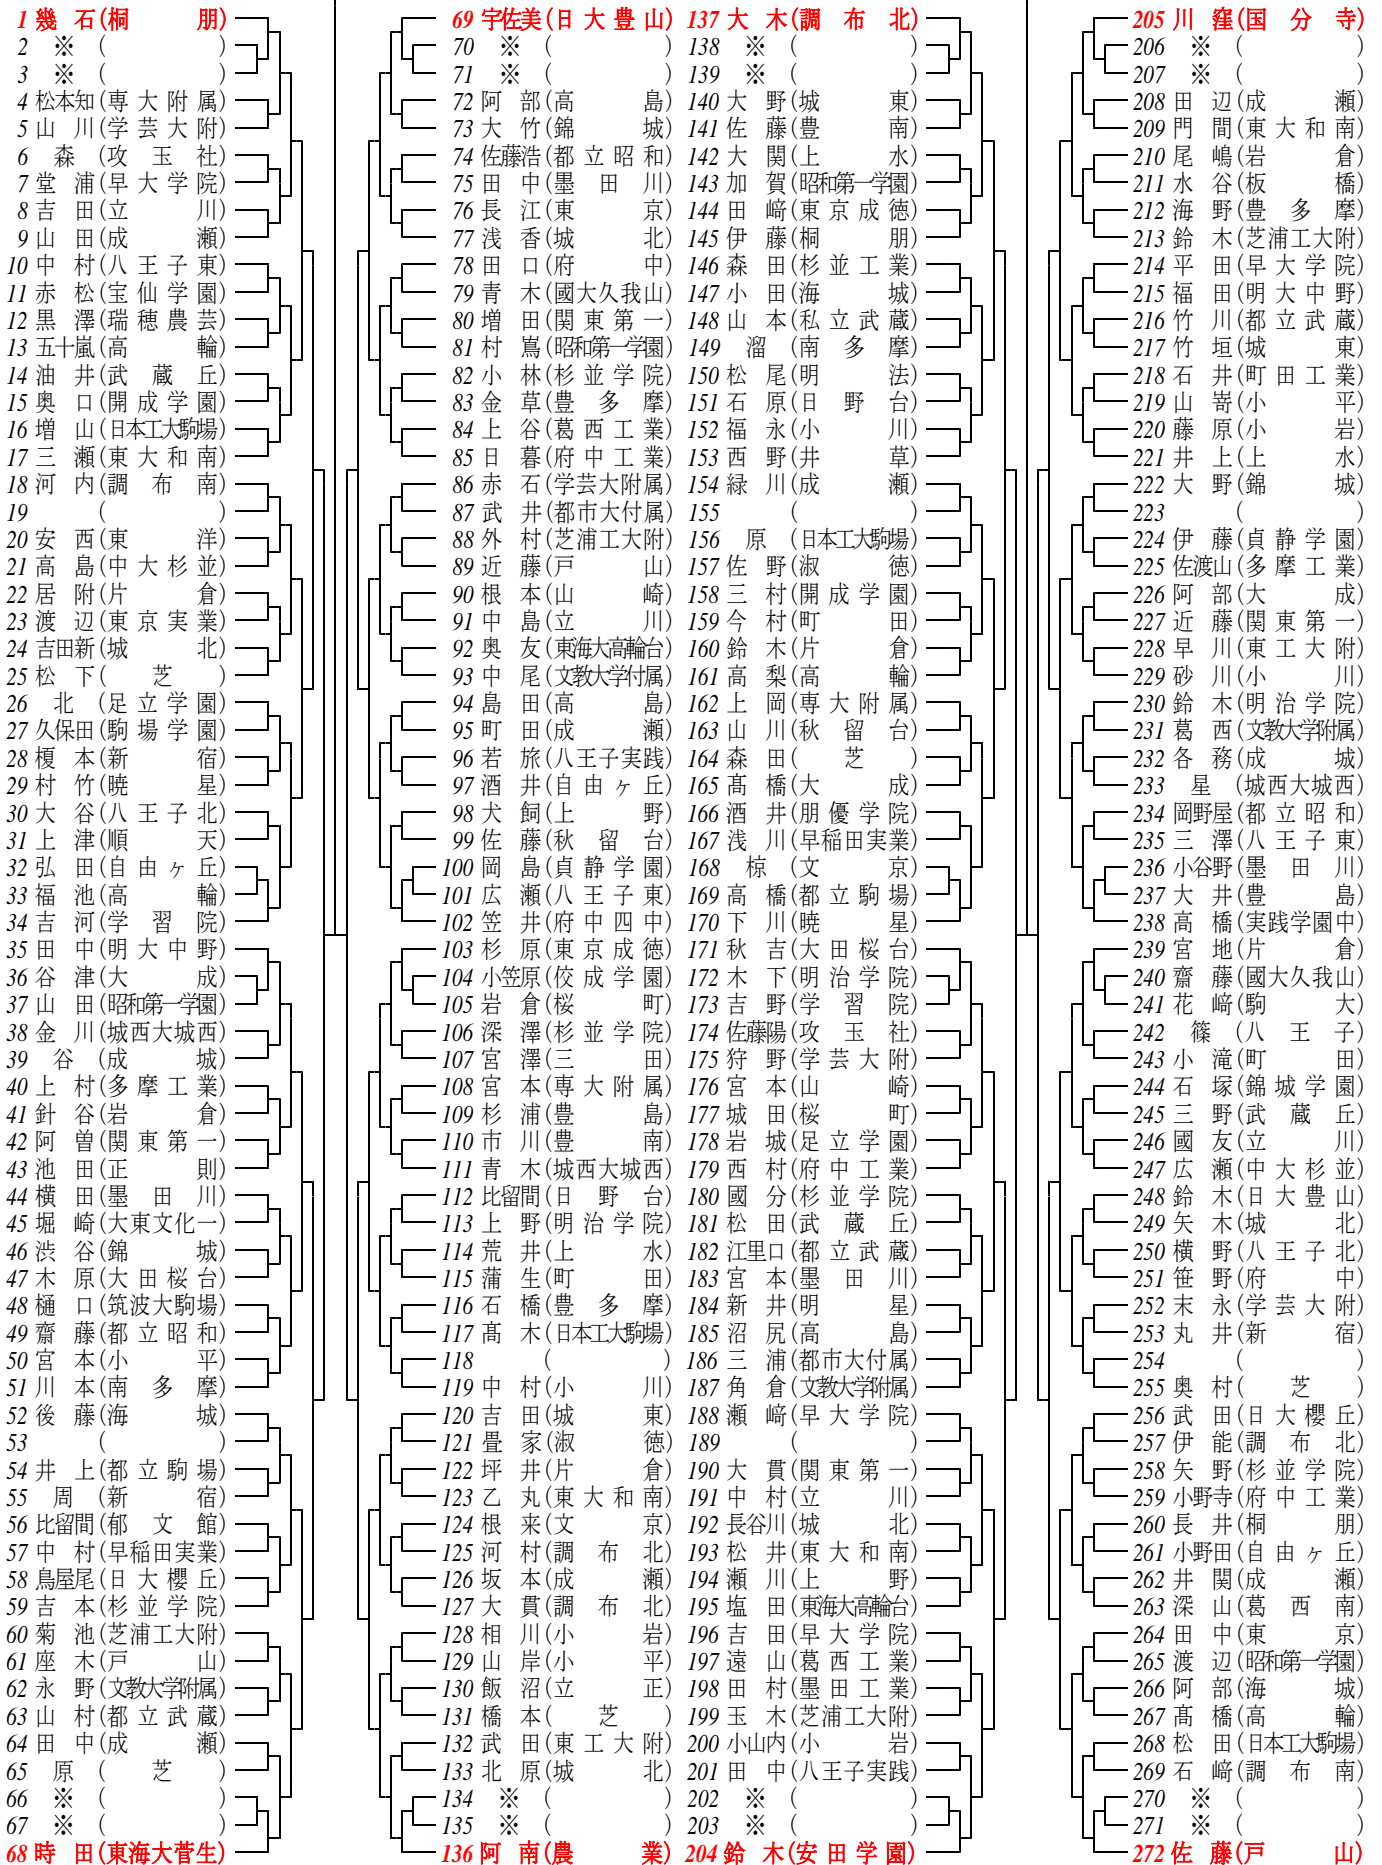 1 幾石(桐朋)
2 ※ ( )
3 ※ ( )
4 松本知(専大附属)
5 山川(学芸大附)
6 森(攻玉社)
7 堂浦(早大学院)
8 吉田(立川)
9 山田(成瀬)
10 中村(八王子東)
11 赤松(宝仙学園)
12 黒澤(瑞穂農芸)
13 五十嵐(高輪)
14 油井(武蔵丘)
15 奥口(開成学園)
16 増山(日本工大駒場)
17 三瀬(東大和南)
18 河内(調布南)
19 ( )
20 安西(東洋)
21 高島(中大杉並)
22 居附(片倉)
23 渡辺(東京実業)
24 吉田新(城北)
25 松下(芝)
26 北(足立学園)
27 久保田(駒場学園)
28 榎本(新宿)
29 村竹(暁星)
30 大谷(八王子北)
31 上津(順天)
32 弘田(自由ヶ丘)
33 福池(高輪)
34 吉河(学習院)
35 田中(明大中野)
36 谷津(大成)
37 山田(昭和第一学園)
38 金川(城西大城西)
39 谷(成城)
40 上村(多摩工業)
41 針谷(岩倉)
42 阿曽(関東第一)
43 池田(正則)
44 横田(墨田川)
45 堀崎(大東文化一)
46 渋谷(錦城)
47 木原(大田桜台)
48 樋口(筑波大駒場)
49 齋藤(都立昭和)
50 宮本(小平)
51 川本(南多摩)
52 後藤(海城)
53 ( )
54 井上(都立駒場)
55 周(新宿)
56 比留間(郁文館)
57 中村(早稲田実業)
58 鳥屋尾(日大櫻丘)
59 吉本(杉並学院)
60 菊池(芝浦工大附)
61 座木(戸山)
62 永野(文教大学附属)
63 山村(都立武蔵)
64 田中(成瀬)
65 原(芝)
66 ※ ( )
67 ※ ( )
68 時田(東海大菅生)
69 宇佐美(日大豊山)
70 ※ ( )
71 ※ ( )
72 阿部(高島)
73 大竹(錦城)
74 佐藤浩(都立昭和)
75 田中(墨田川)
76 長江(東京)
77 浅香(城北)
78 田口(府中)
79 青木(國大久我山)
80 増田(関東第一)
81 村嶌(昭和第一学園)
82 小林(杉並学院)
83 金草(豊多摩)
84 上谷(葛西工業)
85 日暮(府中工業)
86 赤石(学芸大附属)
87 武井(都市大付属)
88 外村(芝浦工大附)
89 近藤(戸山)
90 根本(山崎)
91 中島(立川)
92 奥友(東海大高輪台)
93 中尾(文教大学付属)
94 島田(高島)
95 町田(成瀬)
96 若旅(八王子実践)
97 酒井(自由ヶ丘)
98 犬飼(上野)
99 佐藤(秋留台)
100 岡島(貞静学園)
101 広瀬(八王子東)
102 笠井(府中四中)
103 杉原(東京成徳)
104 小笠原(佼成学園)
105 岩倉(桜町)
106 深澤(杉並学院)
107 宮澤(三田)
108 宮本(専大附属)
109 杉浦(豊島)
110 市川(豊南)
111 青木(城西大城西)
112 比留間(日野台)
113 上野(明治学院)
114 荒井(上水)
115 蒲生(町田)
116 石橋(豊多摩)
117 髙木(日本工大駒場)
118 ( )
119 中村(小川)
120 吉田(城東)
121 畳家(淑徳)
122 坪井(片倉)
123 乙丸(東大和南)
124 根来(文京)
125 河村(調布北)
126 坂本(成瀬)
127 大貫(調布北)
128 相川(小岩)
129 山岸(小平)
130 飯沼(立正)
131 橋本(芝)
132 武田(東工大附)
133 北原(城北)
134 ※ ( )
135 ※ ( )
136 阿南(農業)
137 大木(調布北)
138 ※ ( )
139 ※ ( )
140 大野(城東)
141 佐藤(豊南)
142 大関(上水)
143 加賀(昭和第一学園)
144 田﨑(東京成徳)
145 伊藤(桐朋)
146 森田(杉並工業)
147 小田(海城)
148 山本(私立武蔵)
149 溜(南多摩)
150 松尾(明法)
151 石原(日野台)
152 福永(小川)
153 西野(井草)
154 緑川(成瀬)
155 ( )
156 原(日本工大駒場)
157 佐野(淑徳)
158 三村(開成学園)
159 今村(町田)
160 鈴木(片倉)
161 高梨(高輪)
162 上岡(専大附属)
163 山川(秋留台)
164 森田(芝)
165 髙橋(大成)
166 酒井(朋優学院)
167 浅川(早稲田実業)
168 椋(文京)
169 高橋(都立駒場)
170 下川(暁星)
171 秋吉(大田桜台)
172 木下(明治学院)
173 吉野(学習院)
174 佐藤陽(攻玉社)
175 狩野(学芸大附)
176 宮本(山崎)
177 城田(桜町)
178 岩城(足立学園)
179 西村(府中工業)
180 國分(杉並学院)
181 松田(武蔵丘)
182 江里口(都立武蔵)
183 宮本(墨田川)
184 新井(明星)
185 沼尻(高島)
186 三浦(都市大付属)
187 角倉(文教大学附属)
188 瀬﨑(早大学院)
189 ( )
190 大貫(関東第一)
191 中村(立川)
192 長谷川(城北)
193 松井(東大和南)
194 瀬川(上野)
195 塩田(東海大高輪台)
196 吉田(早大学院)
197 遠山(葛西工業)
198 田村(墨田工業)
199 玉木(芝浦工大附)
200 小山内(小岩)
201 田中(八王子実践)
202 ※ ( )
203 ※ ( )
204 鈴木(安田学園)
205 川窪(国分寺)
206 ※ ( )
207 ※ ( )
208 田辺(成瀬)
209 門間(東大和南)
210 尾嶋(岩倉)
211 水谷(板橋)
212 海野(豊多摩)
213 鈴木(芝浦工大附)
214 平田(早大学院)
215 福田(明大中野)
216 竹川(都立武蔵)
217 竹垣(城東)
218 石井(町田工業)
219 山嵜(小平)
220 藤原(小岩)
221 井上(上水)
222 大野(錦城)
223 ( )
224 伊藤(貞静学園)
225 佐渡山(多摩工業)
226 阿部(大成)
227 近藤(関東第一)
228 早川(東工大附)
229 砂川(小川)
230 鈴木(明治学院)
231 葛西(文教大学附属)
232 各務(成城)
233 星(城西大城西)
234 岡野屋(都立昭和)
235 三澤(八王子東)
236 小谷野(墨田川)
237 大井(豊島)
238 高橋(実践学園中)
239 宮地(片倉)
240 齋藤(國大久我山)
241 花﨑(駒大)
242 篠(八王子)
243 小滝(町田)
244 石塚(錦城学園)
245 三野(武蔵丘)
246 國友(立川)
247 広瀬(中大杉並)
248 鈴木(日大豊山)
249 矢木(城北)
250 横野(八王子北)
251 笹野(府中)
252 末永(学芸大附)
253 丸井(新宿)
254 ( )
255 奥村(芝)
256 武田(日大櫻丘)
257 伊能(調布北)
258 矢野(杉並学院)
259 小野寺(府中工業)
260 長井(桐朋)
261 小野田(自由ヶ丘)
262 井関(成瀬)
263 深山(葛西南)
264 田中(東京)
265 渡辺(昭和第一学園)
266 阿部(海城)
267 髙橋(高輪)
268 松田(日本工大駒場)
269 石﨑(調布南)
270 ※ ( )
271 ※ ( )
272 佐藤(戸山)